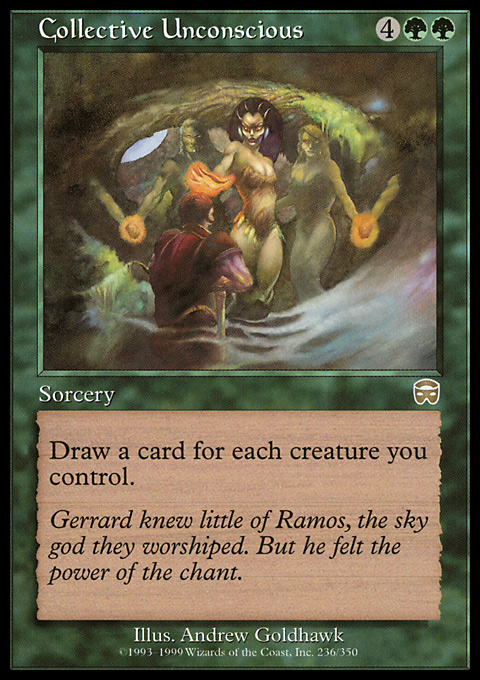 Collective Unconscious 4
Sorcery
Draw a card for each creature you
control.
Gerrard knew little of Ramos, the sky
god they worshiped. But he felt the
power of the chant.
Illus. Andrew Goldhawk
©1993–1999 Wizards of the Coast, Inc. 236/350